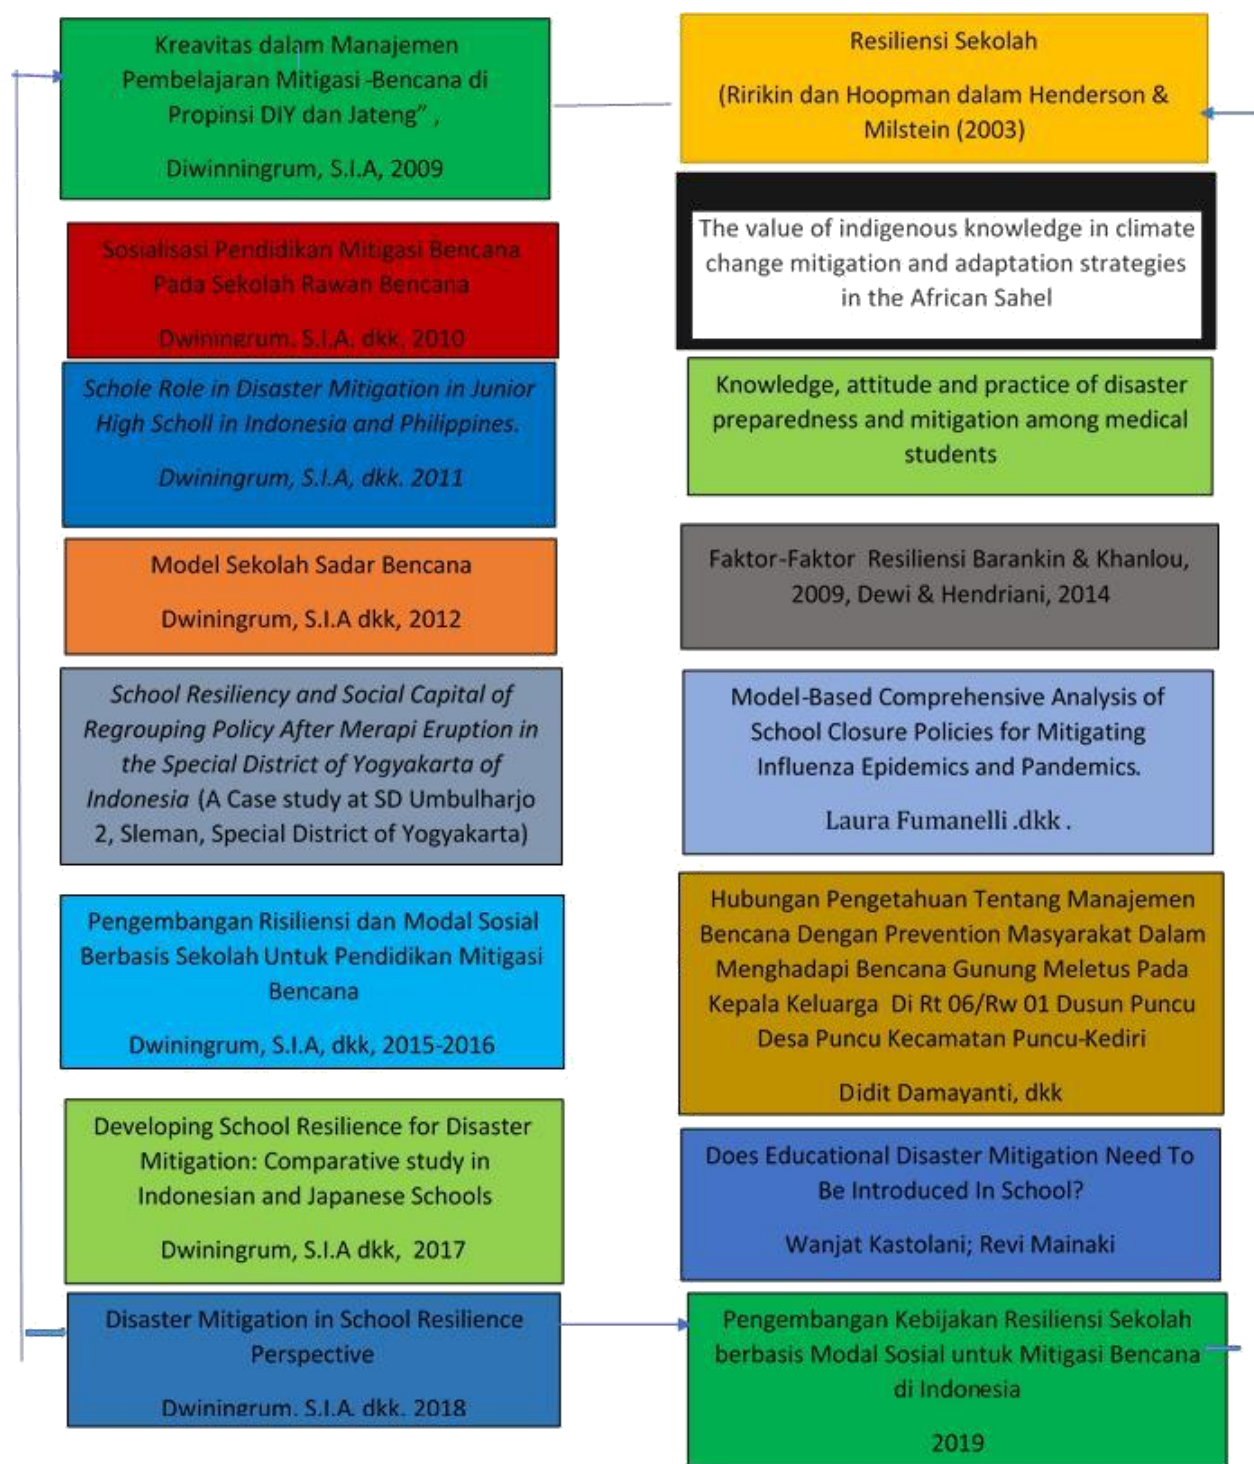 Kreavitas dalam Manajemen
Pembelajaran Mitigasi -Bencana di
Propinsi DIY dan Jateng” ,
Diwinningrum, S.I.A, 2009
Sosialisasi Pendidikan Mitigasi Bencana
Pada Sekolah Rawan Bencana
Dwiningrum. S.I.A. dkk. 2010
Schole Role in Disaster Mitigation in Junior
High Scholl in Indonesia and Philippines.
Dwiningrum, S.I.A, dkk. 2011
Model Sekolah Sadar Bencana
Dwiningrum, S.I.A dkk, 2012
School Resiliency and Social Capital of
Regrouping Policy After Merapi Eruption in
the Special District of Yogyakarta of
Indonesia (A Case study at SD Umbulharjo
2, Sleman, Special District of Yogyakarta)
Pengembangan Risiliensi dan Modal Sosial
Berbasis Sekolah Untuk Pendidikan Mitigasi
Bencana
Dwiningrum, S.I.A, dkk, 2015-2016
Developing School Resilience for Disaster
Mitigation: Comparative study in
Indonesian and Japanese Schools
Dwiningrum, S.I.A dkk, 2017
Disaster Mitigation in School Resilience
Perspective
Dwiningrum. S.I.A. dkk. 2018
Resiliensi Sekolah
(Ririkin dan Hoopman dalam Henderson &
Milstein (2003)
The value of indigenous knowledge in climate
change mitigation and adaptation strategies
in the African Sahel
Knowledge, attitude and practice of disaster
preparedness and mitigation among medical
students
Faktor-Faktor Resiliensi Barankin & Khanlou,
2009, Dewi & Hendriani, 2014
Model-Based Comprehensive Analysis of
School Closure Policies for Mitigating
Influenza Epidemics and Pandemics.
Laura Fumanelli .dkk .
Hubungan Pengetahuan Tentang Manajemen
Bencana Dengan Prevention Masyarakat Dalam
Menghadapi Bencana Gunung Meletus Pada
Kepala Keluarga Di Rt 06/Rw 01 Dusun Puncu
Desa Puncu Kecamatan Puncu-Kediri
Didit Damayanti, dkk
Does Educational Disaster Mitigation Need To
Be Introduced In School?
Wanjat Kastolani; Revi Mainaki
Pengembangan Kebijakan Resiliensi Sekolah
berbasis Modal Sosial untuk Mitigasi Bencana
di Indonesia
2019